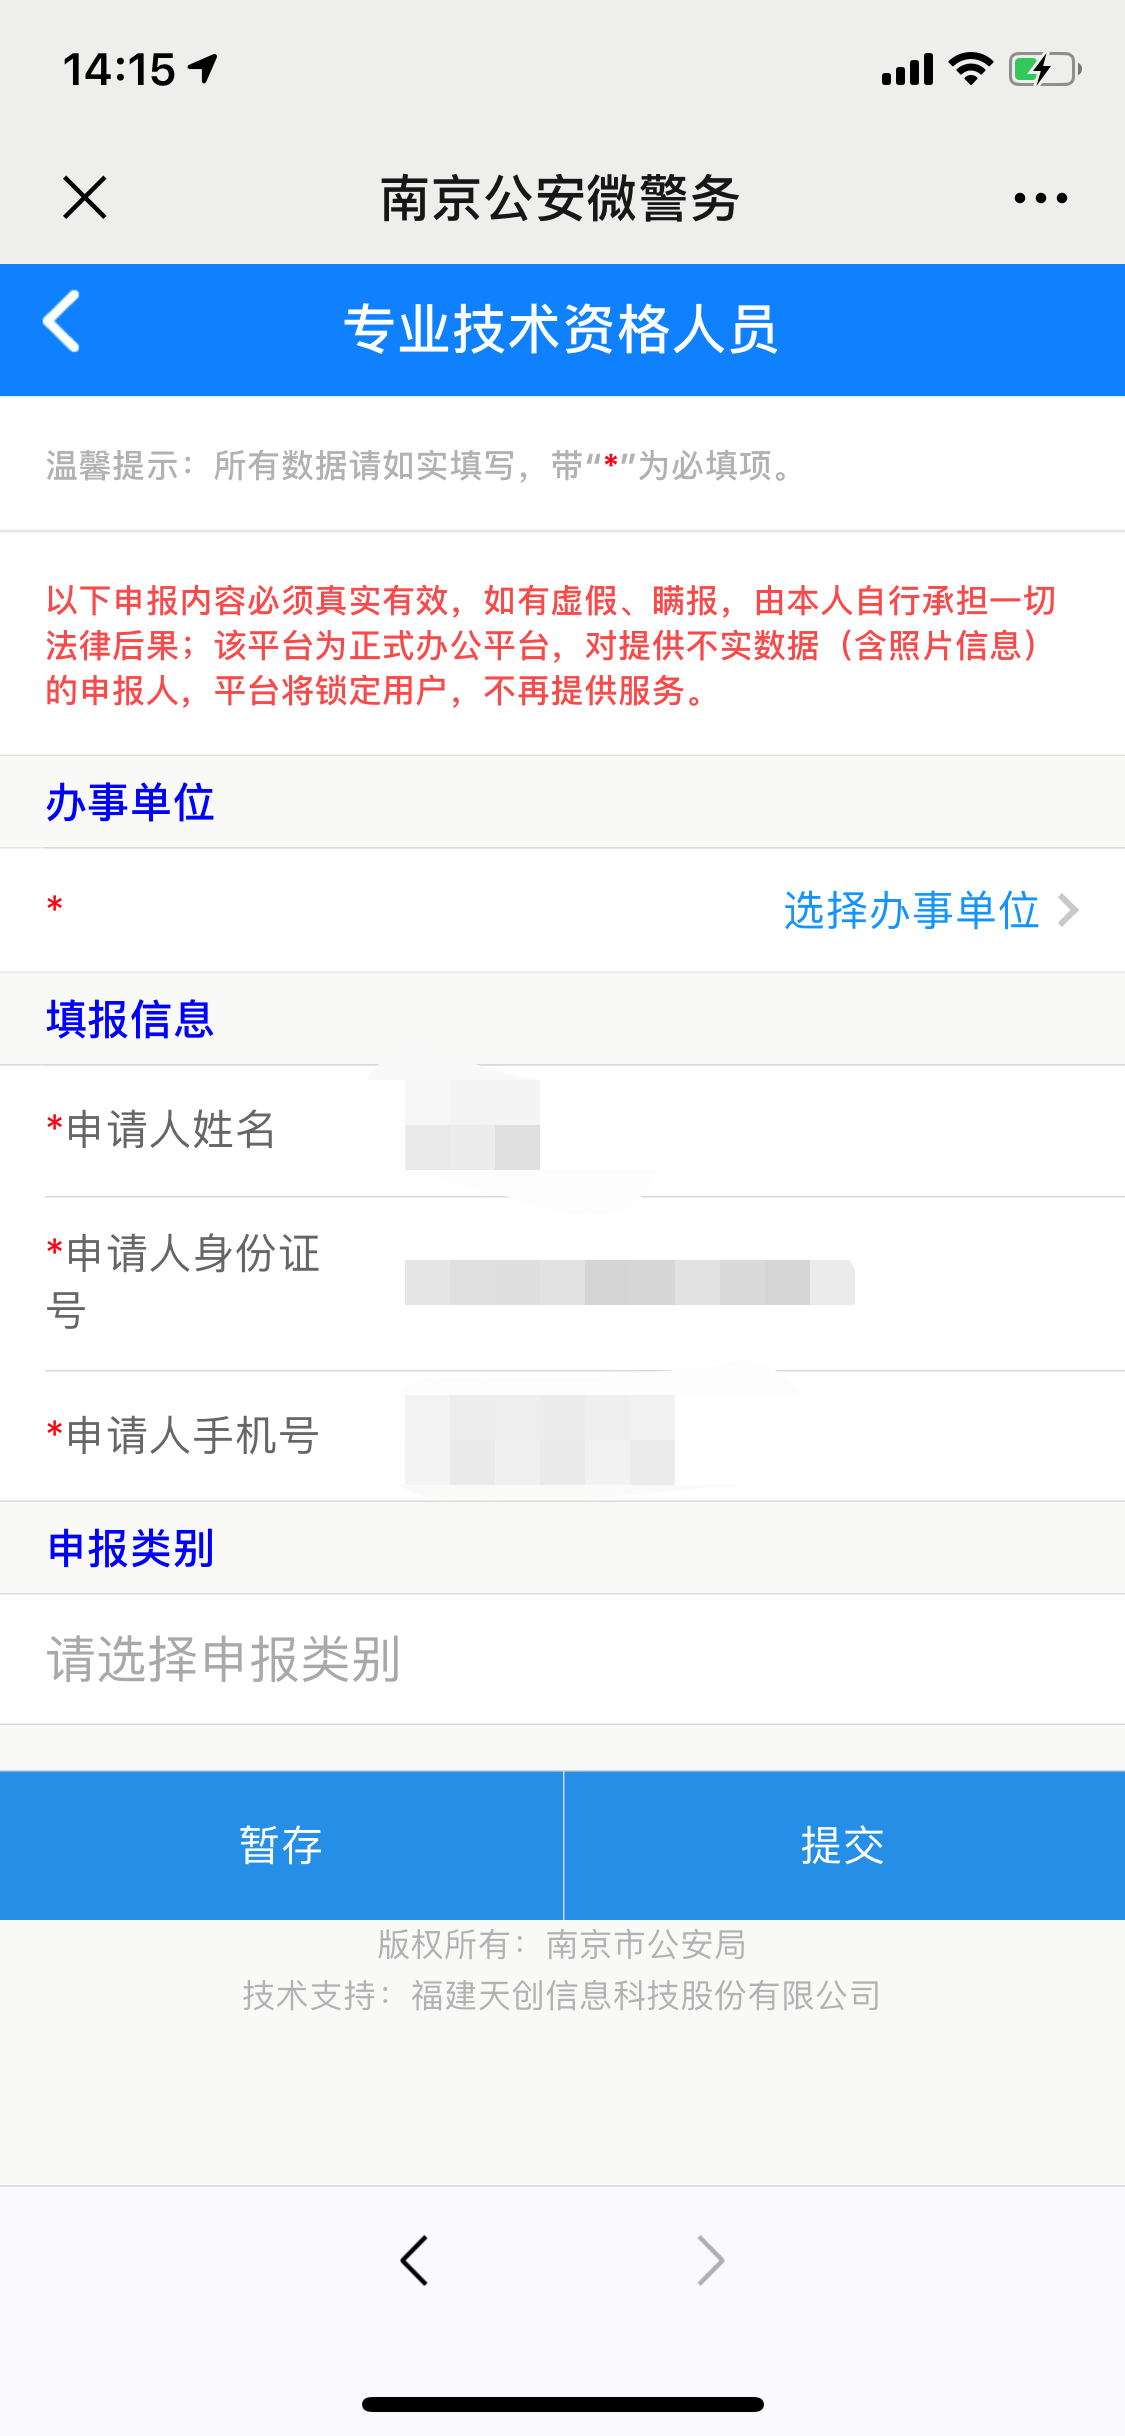 14:15
南京公安微警务
专业技术资格人员
温馨提示：所有数据请如实填写，带“*”为必填项。
以下申报内容必须真实有效，如有虚假、瞒报，由本人自行承担一切
法律后果；该平台为正式办公平台，对提供不实数据（含照片信息）
的申报人，平台将锁定用户，不再提供服务。
办事单位
* 选择办事单位
填报信息
*申请人姓名
*申请人身份证
号
*申请人手机号
申报类别
请选择申报类别
暂存 提交
版权所有：南京市公安局
技术支持：福建天创信息科技股份有限公司